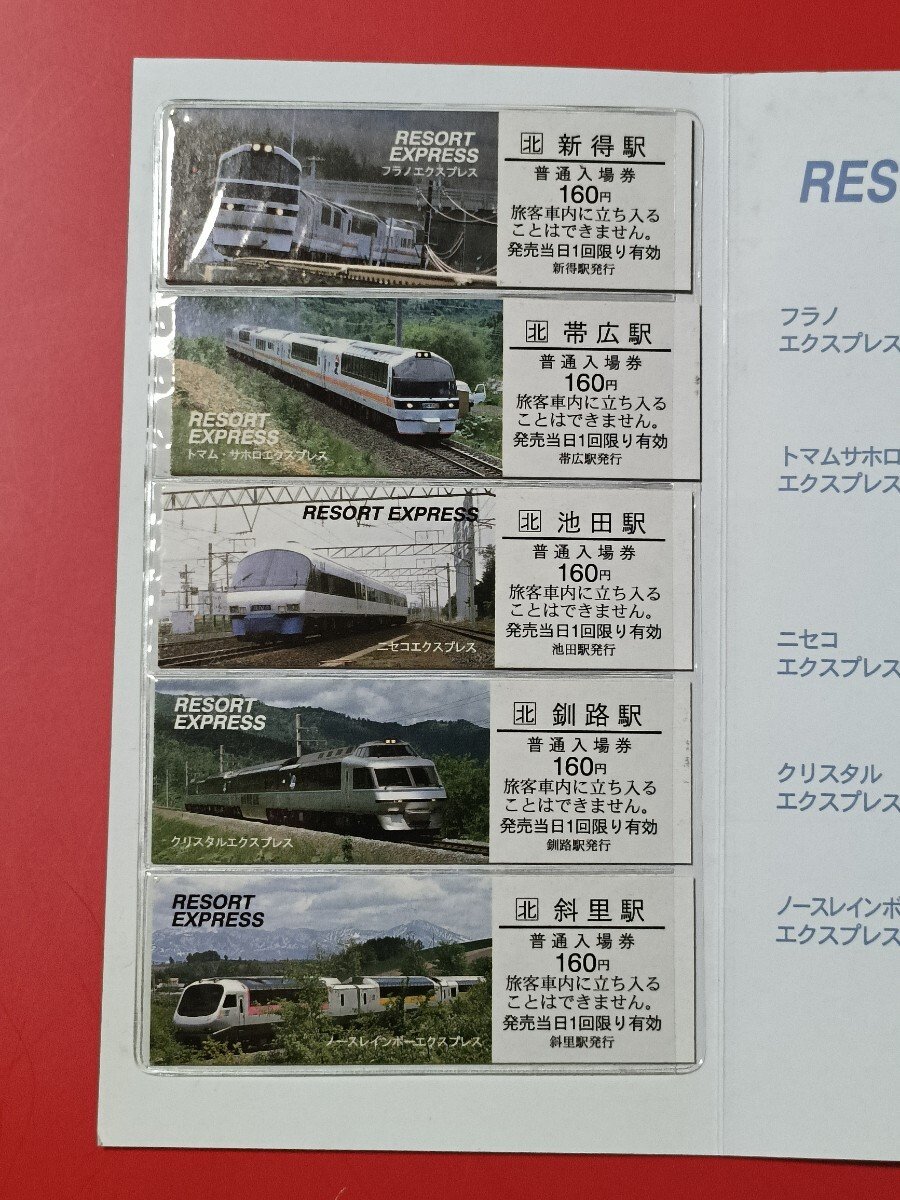 RESORT
EXPRESS
フラノエクスプレス
北 新得駅
普通入場券
160円
旅客車内に立ち入る
ことはできません。
発売当日1回限り有効
新得駅発行
RESORT
EXPRESS
トマム・サホロエクスプレス
北 帯広駅
普通入場券
160円
旅客車内に立ち入る
ことはできません。
発売当日1回限り有効
帯広駅発行
RESORT EXPRESS
ニセコエクスプレス
北 池田駅
普通入場券
160円
旅客車内に立ち入る
ことはできません。
発売当日1回限り有効
池田駅発行
RESORT
EXPRESS
クリスタルエクスプレス
北 釧路駅
普通入場券
160円
旅客車内に立ち入る
ことはできません。
発売当日1回限り有効
釧路駅発行
RESORT
EXPRESS
ノースレインボーエクスプレス
北 斜里駅
普通入場券
160円
旅客車内に立ち入る
ことはできません。
発売当日1回限り有効
斜里駅発行
RES
フラノ
エクスプレス
トマムサホロ
エクスプレス
ニセコ
エクスプレス
クリスタル
エクスプレス
ノースレインボ
エクスプレス